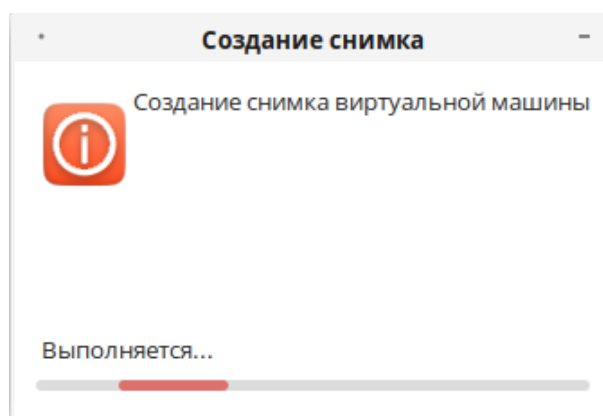 Создание снимка
Создание снимка виртуальной машины
Выполняется...